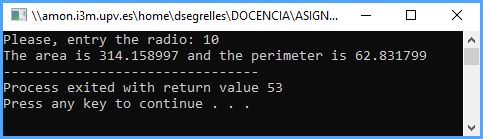 \\amon.i3m.upv.es\home\dsegrelles\DOCENCIA\ASIGN...
Please, entry the radio: 10
The area is 314.158997 and the perimeter is 62.831799
--------------------------------
Process exited with return value 53
Press any key to continue . . .